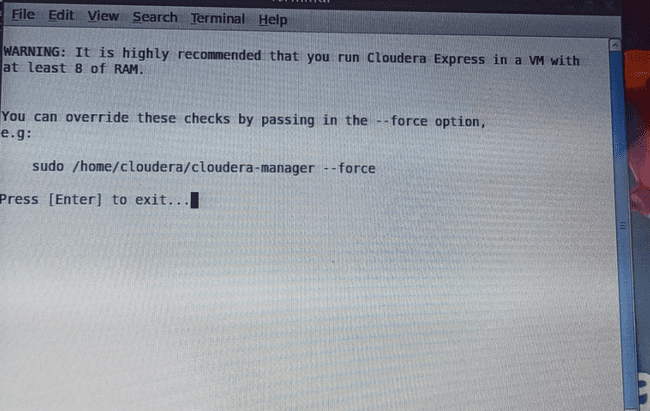 File Edit View Search Terminal Help
WARNING: It is highly recommended that you run Cloudera Express in a VM with
at least 8 of RAM.
You can override these checks by passing in the --force option,
e.g:
sudo /home/cloudera/cloudera-manager --force
Press [Enter] to exit...